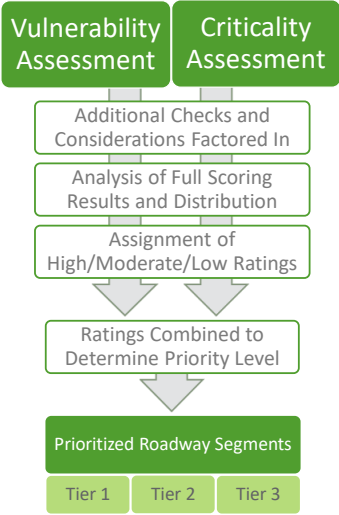 Vulnerability
Assessment
Criticality
Assessment
Additional Checks and
Considerations Factored In
Analysis of Full Scoring
Results and Distribution
Assignment of
High/Moderate/Low Ratings
Ratings Combined to
Determine Priority Level
Prioritized Roadway Segments
Tier 1
Tier 2
Tier 3